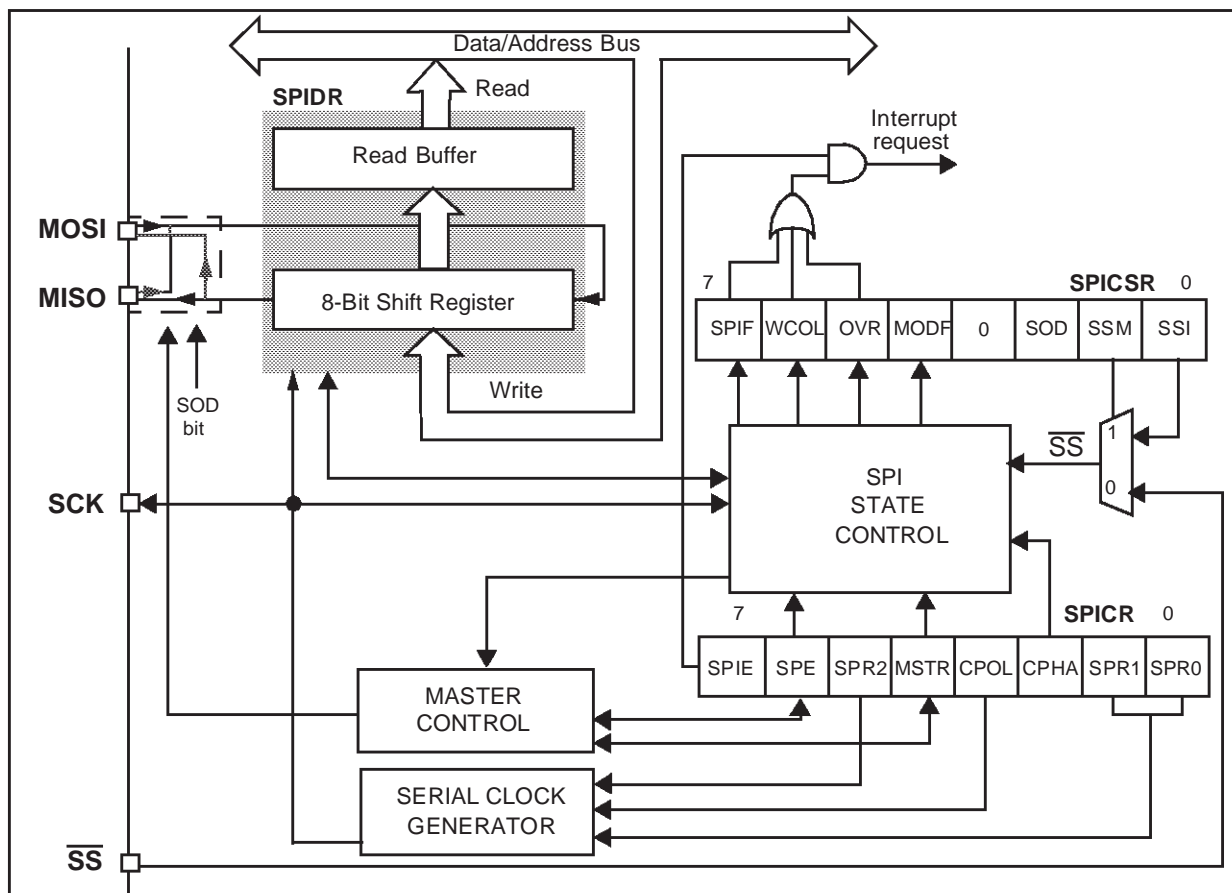 Data/Address Bus
SPIDR
Read
Read Buffer
Interrupt
request
MOSI
MISO
8-Bit Shift Register
7
SPICSR
0
SPIF
WCOL
OVR
MODF
0
SOD
SSM
SSI
Write
SOD
bit
1
SS
0
SCK
SPI
STATE
CONTROL
7
SPICR
0
SPIE
SPE
SPR2
MSTR
CPOL
CPHA
SPR1
SPR0
MASTER
CONTROL
SERIAL CLOCK
GENERATOR
SS